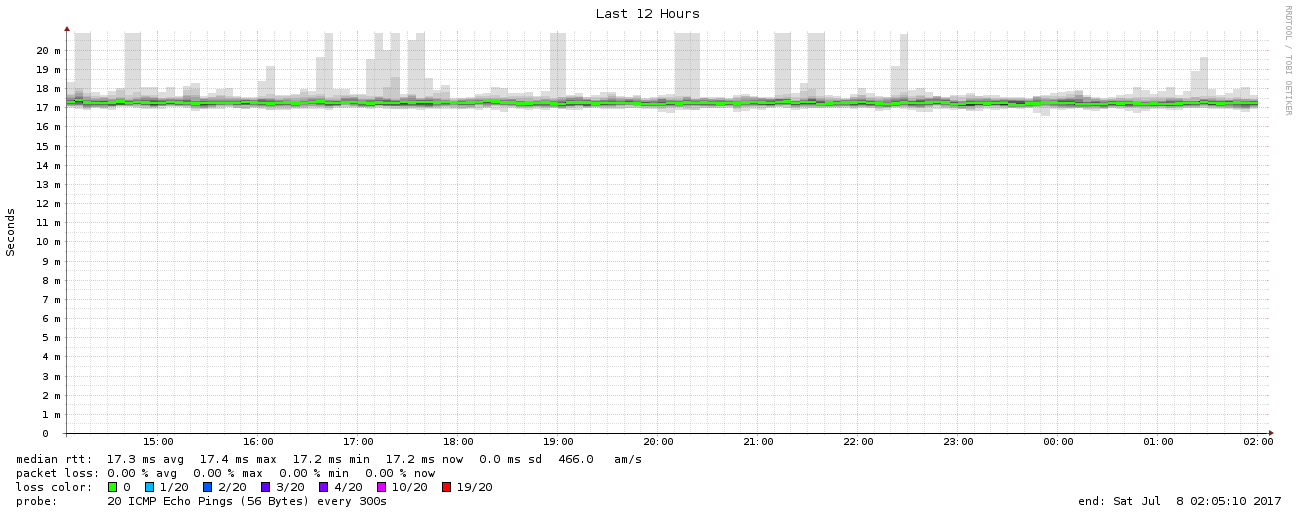 Last 12 Hours
RRDTOOL / TOBI OETIKER
Seconds
20 m
19 m
18 m
17 m
16 m
15 m
14 m
13 m
12 m
11 m
10 m
9 m
8 m
7 m
6 m
5 m
4 m
3 m
2 m
1 m
0
15:00 16:00 17:00 18:00 19:00 20:00 21:00 22:00 23:00 00:00 01:00 02:00
median rtt: 17.3 ms avg 17.4 ms max 17.2 ms min 17.2 ms now 0.0 ms sd 466.0 am/s
packet loss: 0.00 % avg 0.00 % max 0.00 % min 0.00 % now
loss color: 0 1/20 2/20 3/20 4/20 10/20 19/20
probe: 20 ICMP Echo Pings (56 Bytes) every 300s end: Sat Jul 8 02:05:10 2017